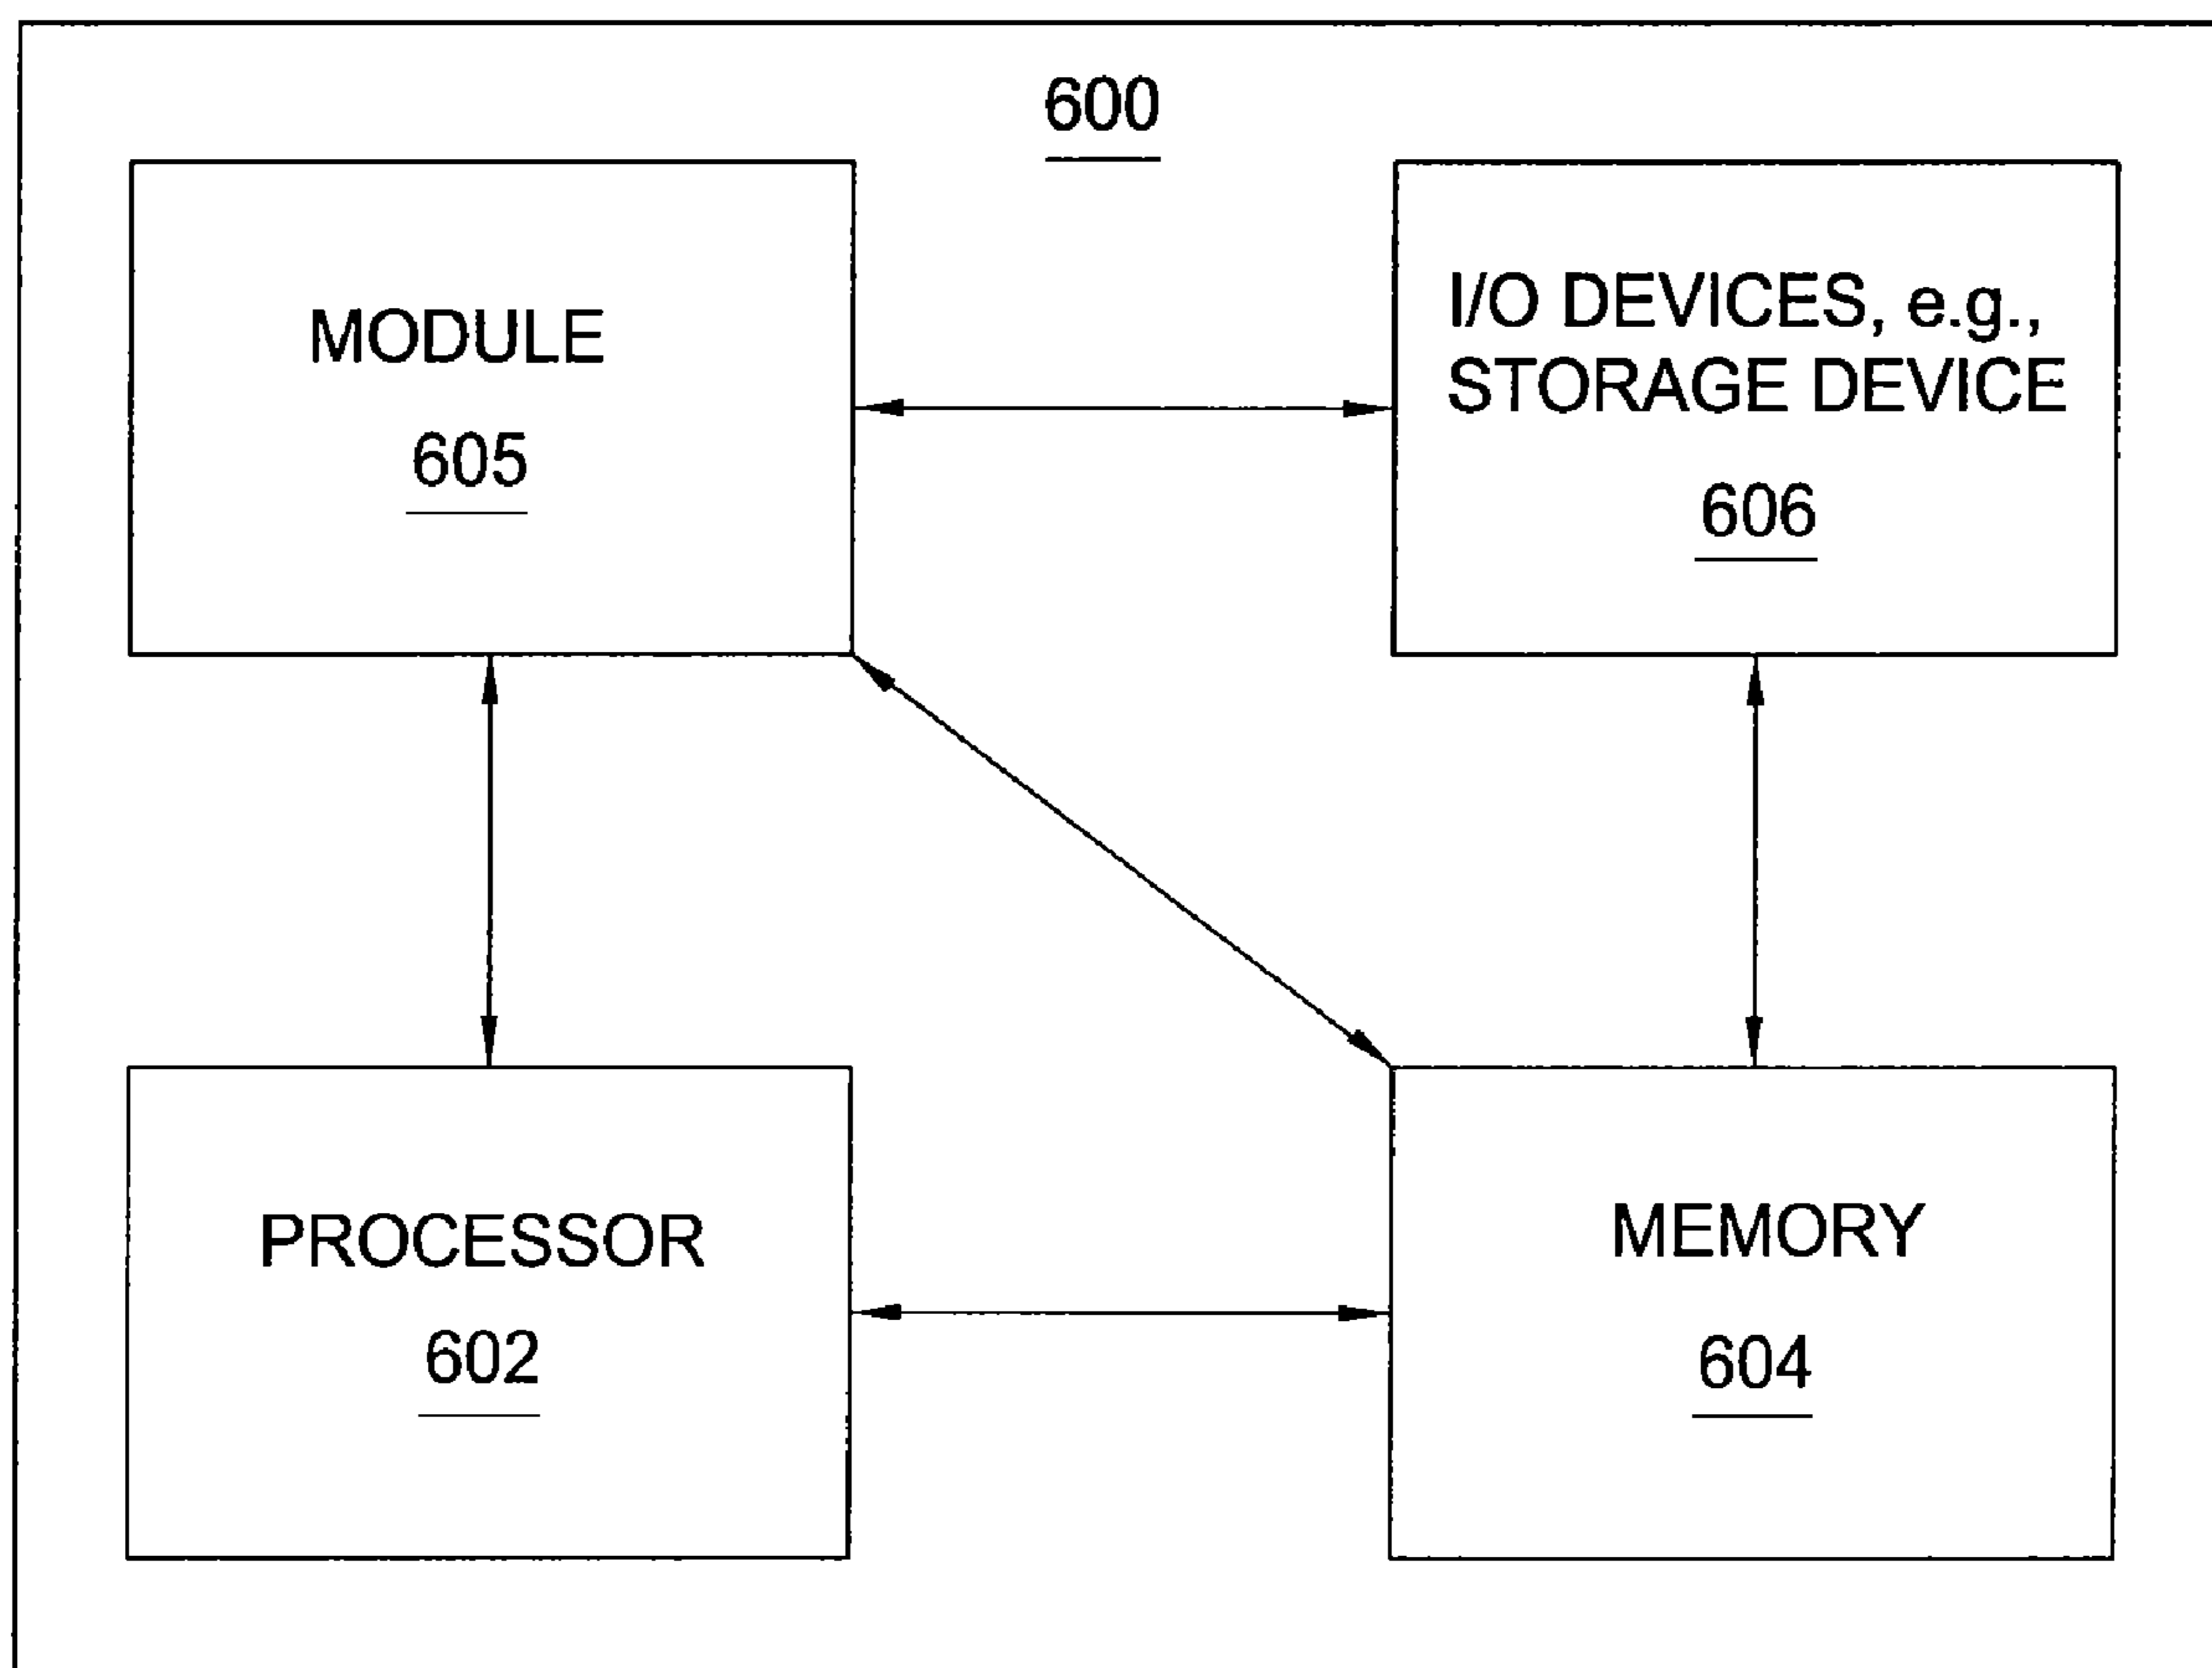 600
MODULE
605
I/O DEVICES, e.g.,
STORAGE DEVICE
606
PROCESSOR
602
MEMORY
604